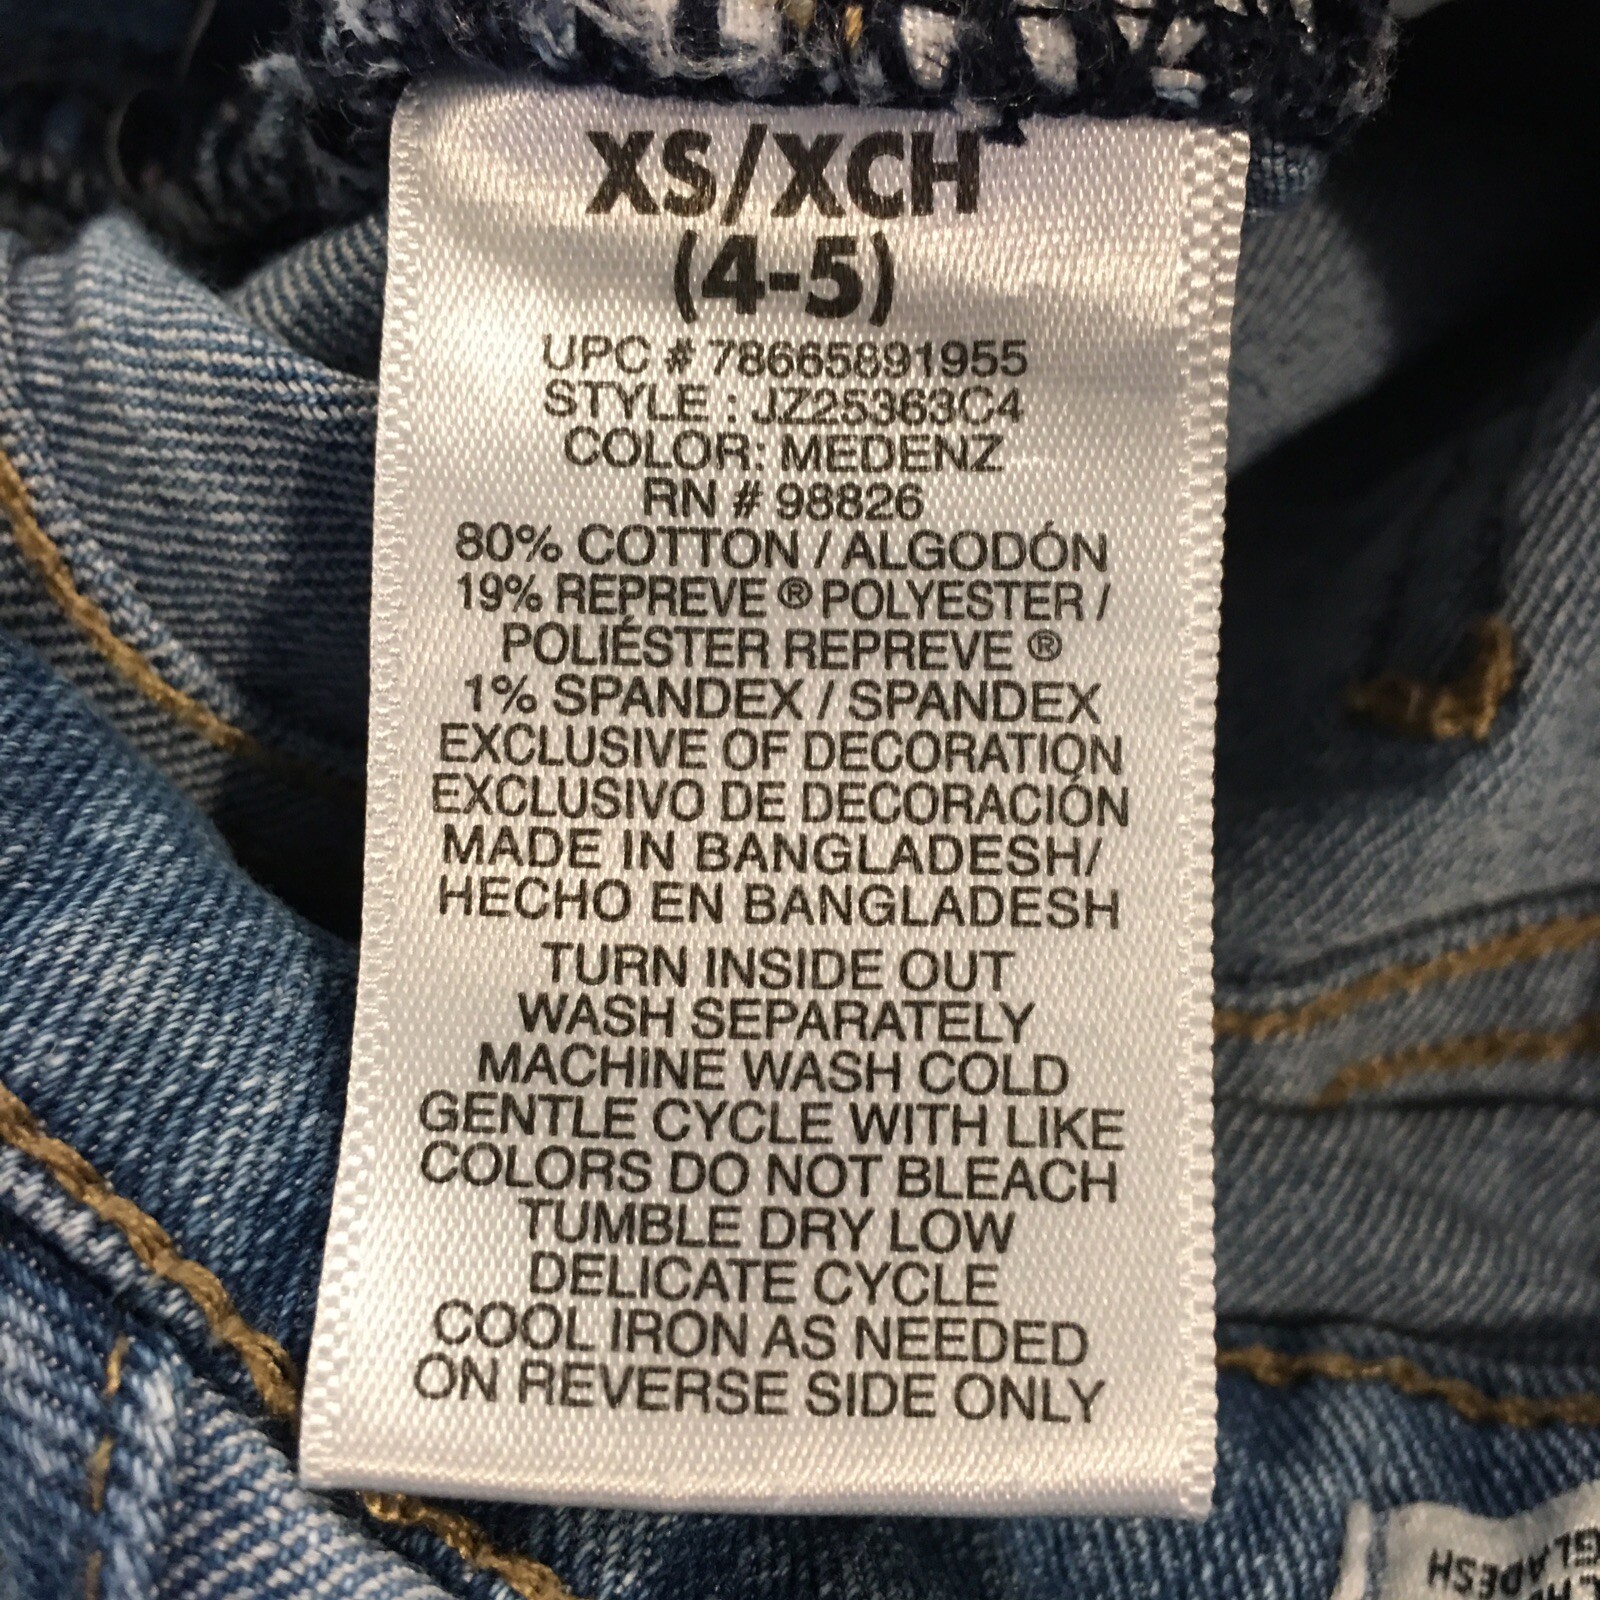 XS/XCH
(4-5)
UPC # 78665891955
STYLE : JZ25363C4
COLOR: MEDENZ
RN # 98826
80% COTTON / ALGODÓN
19% REPREVE ® POLYESTER /
POLIÉSTER REPREVE ®
1% SPANDEX / SPANDEX
EXCLUSIVE OF DECORATION
EXCLUSIVO DE DECORACIÓN
MADE IN BANGLADESH/
HECHO EN BANGLADESH
TURN INSIDE OUT
WASH SEPARATELY
MACHINE WASH COLD
GENTLE CYCLE WITH LIKE
COLORS DO NOT BLEACH
TUMBLE DRY LOW
DELICATE CYCLE
COOL IRON AS NEEDED
ON REVERSE SIDE ONLY